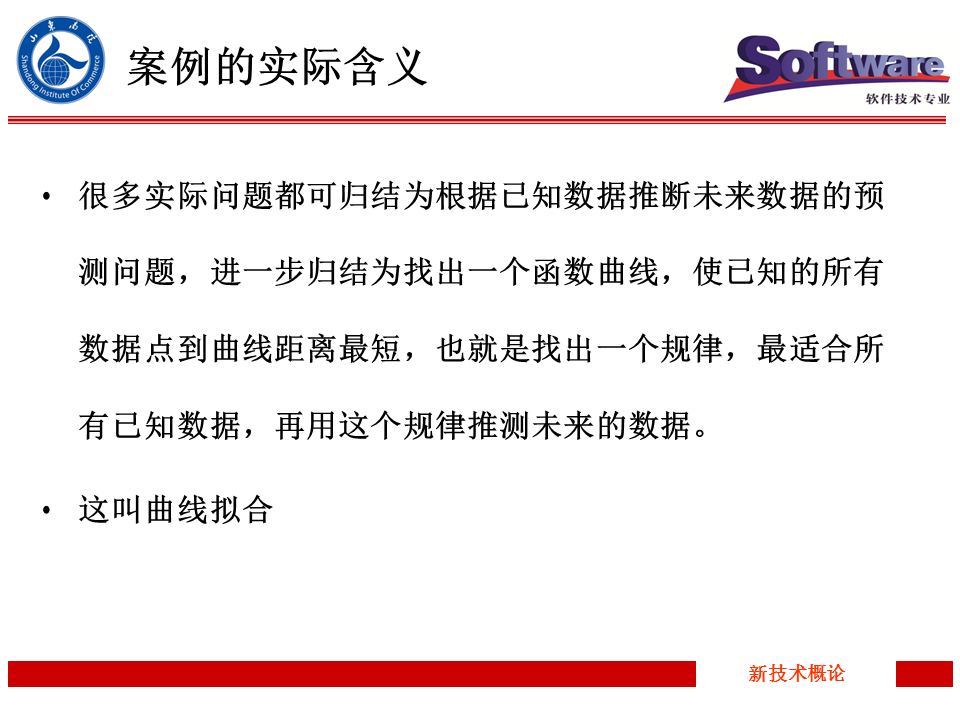 山东商院
Shandong Institute Of Commerce
案例的实际含义
Software
软件技术专业
• 很多实际问题都可归结为根据已知数据推断未来数据的预
测问题，进一步归结为找出一个函数曲线，使已知的所有
数据点到曲线距离最短，也就是找出一个规律，最适合所
有已知数据，再用这个规律推测未来的数据。
• 这叫曲线拟合
新技术概论